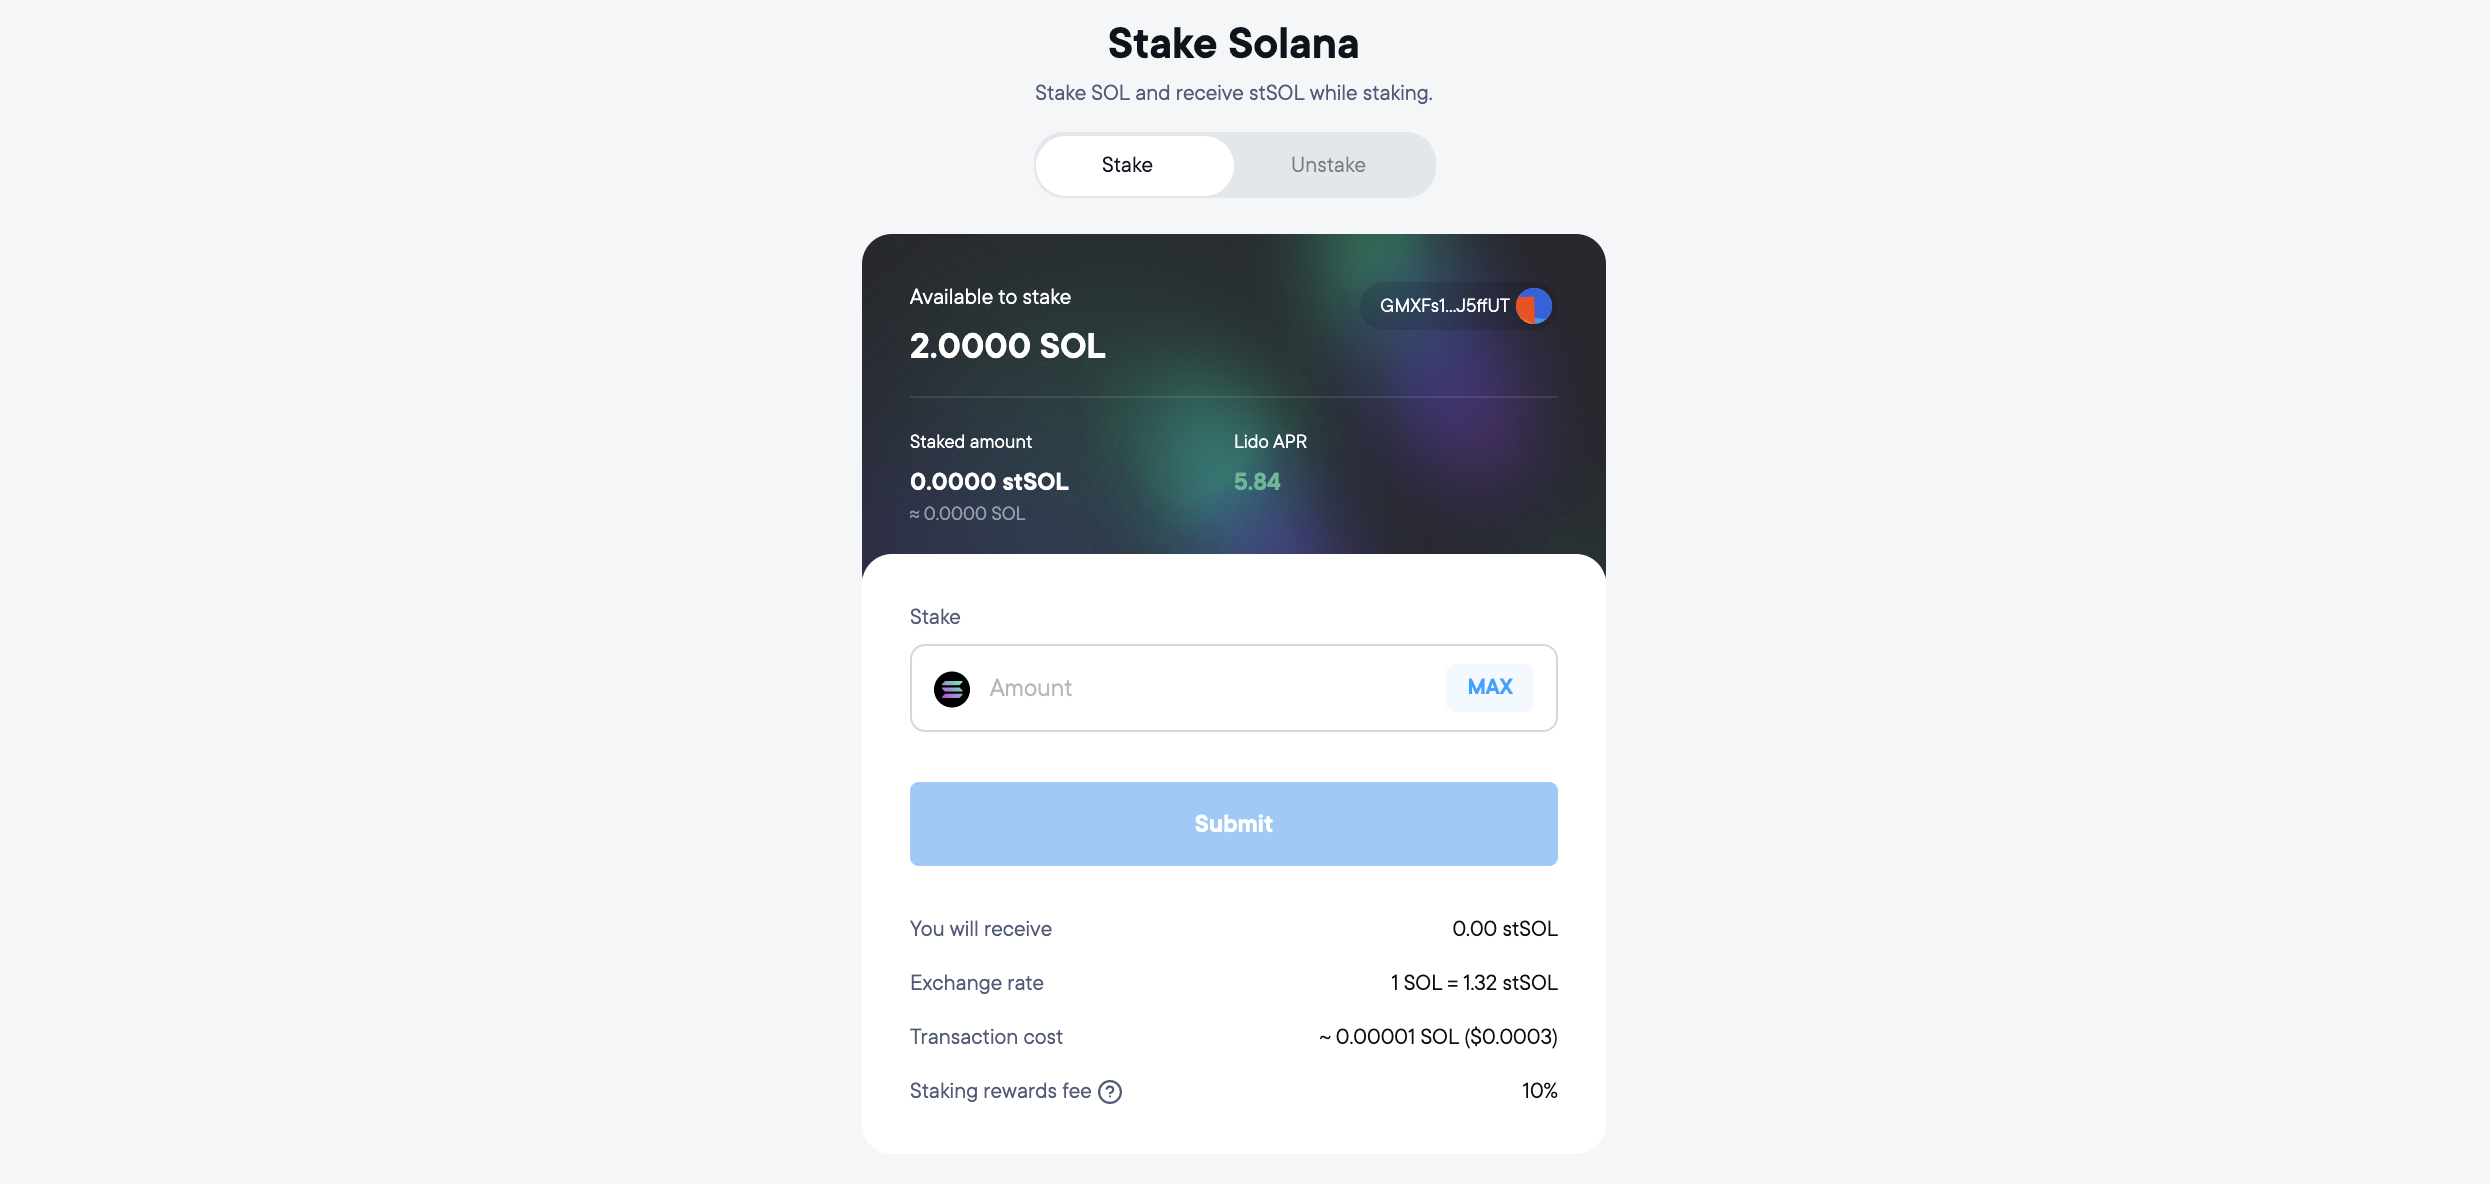 Stake Solana
Stake SOL and receive stSOL while staking.
Stake Unstake
Available to stake
GMXFs1...J5ffUT
2.0000 SOL
Staked amount Lido APR
0.0000 stSOL 5.84
≈ 0.0000 SOL
Stake
Amount MAX
Submit
You will receive 0.00 stSOL
Exchange rate 1 SOL = 1.32 stSOL
Transaction cost ~ 0.00001 SOL ($0.0003)
Staking rewards fee ? 10%